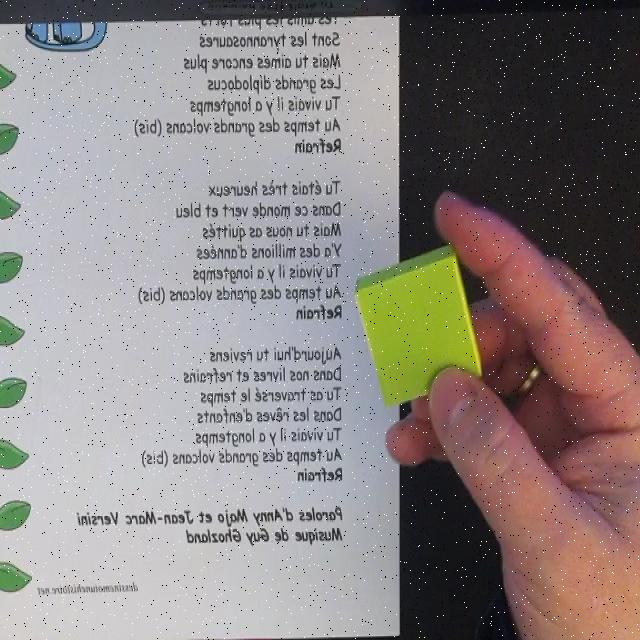 Tes amis les plus forts
Sont les tyrannosaures
Mais tu aimes encore plus
Les grands diplodocus
Tu vivais il y a longtemps
Au temps des grands volcans (bis)
Refrain
Tu étais très heureux
Dans ce monde vert et bleu
Mais tu nous as quittés
Y'a des millions d'années
Tu vivais il y a longtemps
Au temps des grands volcans (bis)
Refrain
Aujourd'hui tu reviens
Dans nos livres et refrains
Tu as traversé le temps
Dans les rêves d'enfants
Tu vivais il y a longtemps
Au temps des grands volcans (bis)
Refrain
Paroles d'Anny Majo et Jean-Marc Versini
Musique de Guy Ghozland
dessinemoiunehistoire.net